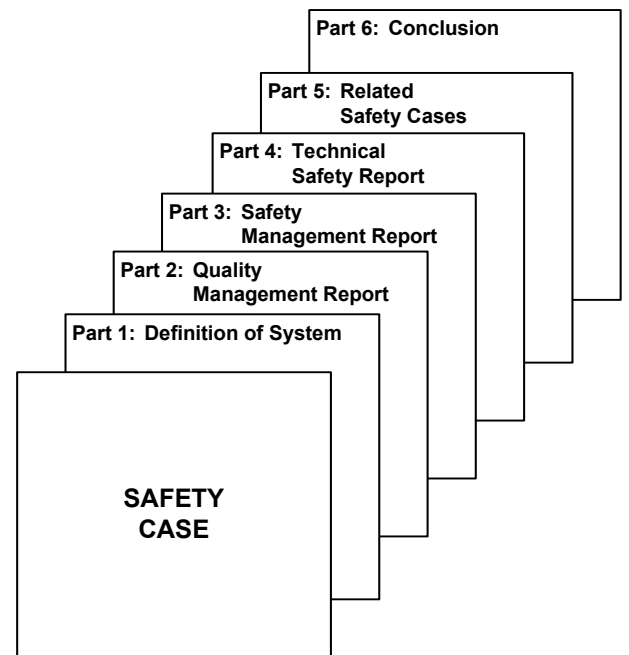 Part 6: Conclusion
Part 5: Related
Safety Cases
Part 4: Technical
Safety Report
Part 3: Safety
Management Report
Part 2: Quality
Management Report
Part 1: Definition of System
SAFETY
CASE